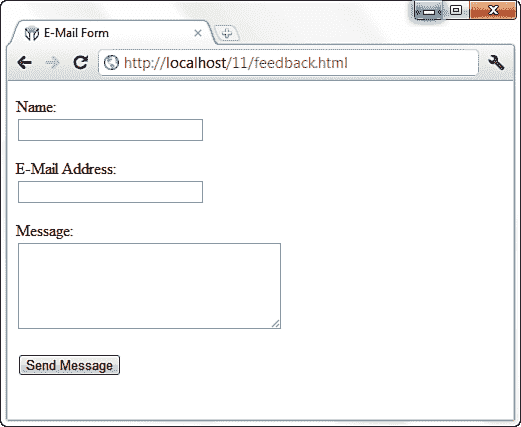 E-Mail Form
http://localhost/11/feedback.html
Name:
E-Mail Address:
Message:
Send Message